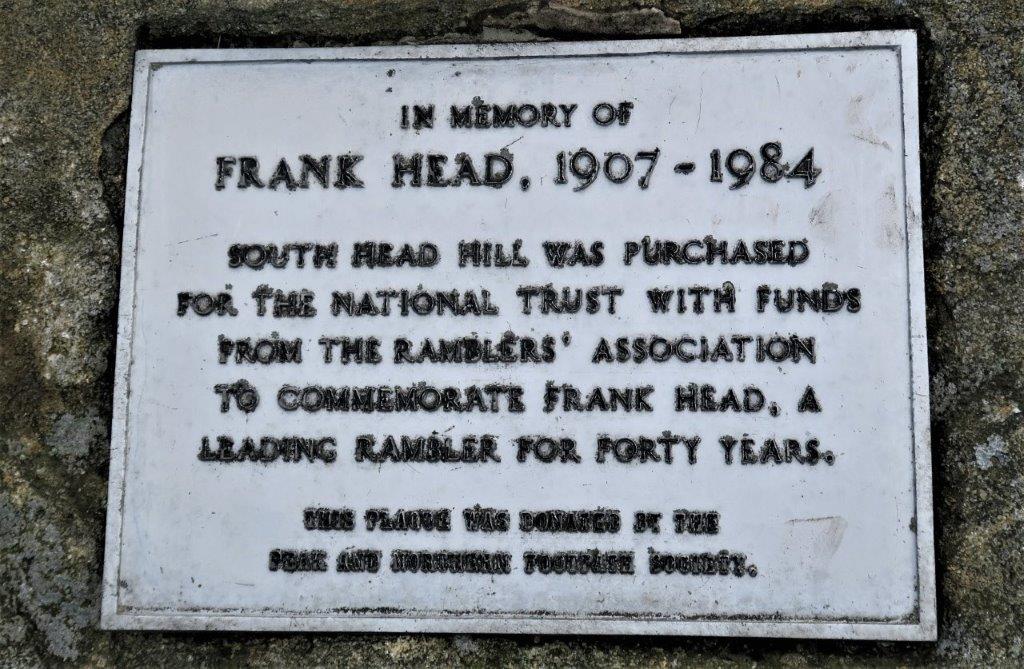 IN MEMORY OF
FRANK HEAD, 1907 - 1984
SOUTH HEAD HILL WAS PURCHASED
FOR THE NATIONAL TRUST WITH FUNDS
FROM THE RAMBLERS' ASSOCIATION
TO COMMEMORATE FRANK HEAD, A
LEADING RAMBLER FOR FORTY YEARS.
THIS PLAQUE WAS DONATED BY THE
PEAK AND NORTHERN FOOTPATH SOCIETY.